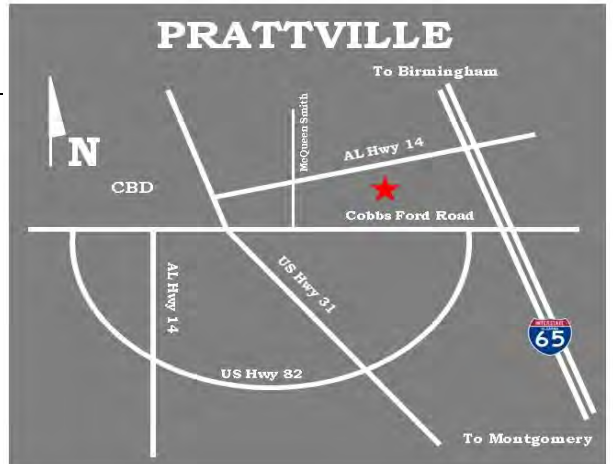 PRATTVILLE
To Birmingham
McQueen Smith
AL Hwy 14
N
CBD
Cobbs Ford Road
AL Hwy 14
US Hwy 31
INTERSTATE
65
US Hwy 82
To Montgomery